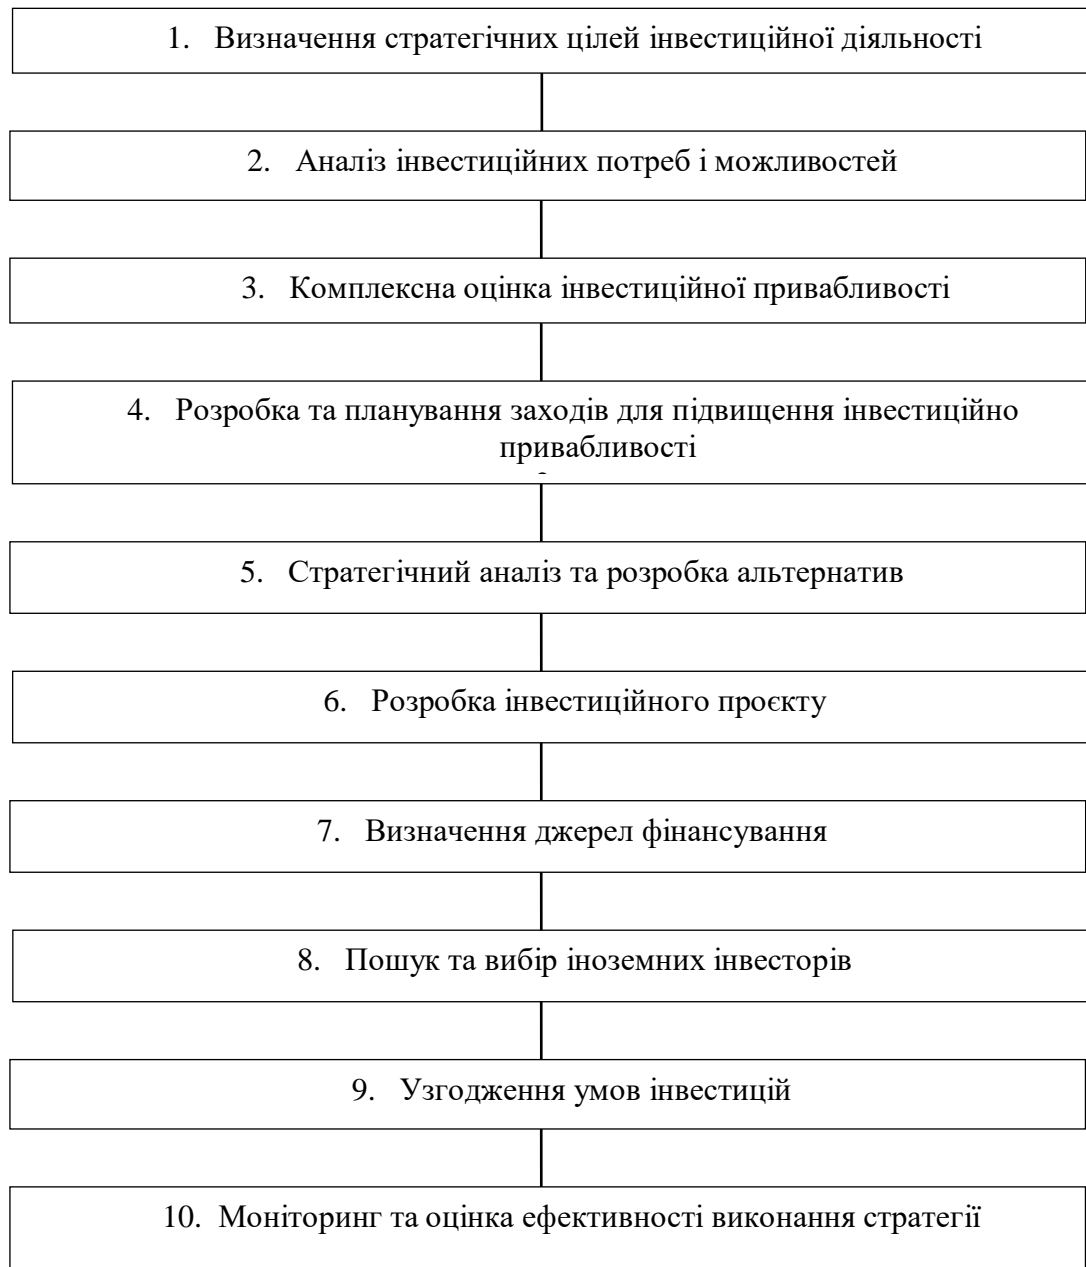 1. Визначення стратегічних цілей інвестиційної діяльності
2. Аналіз інвестиційних потреб і можливостей
3. Комплексна оцінка інвестиційної привабливості
4. Розробка та планування заходів для підвищення інвестиційно
привабливості
5. Стратегічний аналіз та розробка альтернатив
6. Розробка інвестиційного проєкту
7. Визначення джерел фінансування
8. Пошук та вибір іноземних інвесторів
9. Узгодження умов інвестицій
10. Моніторинг та оцінка ефективності виконання стратегії